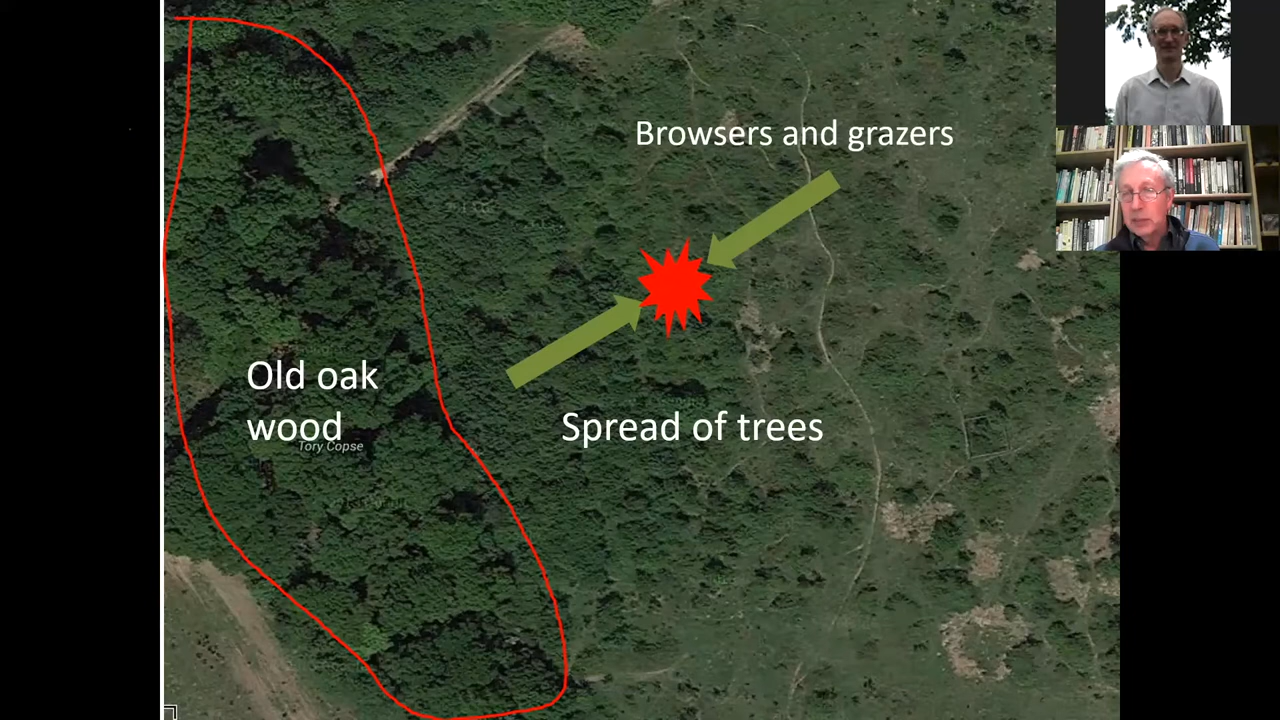 Browsers and grazers
Old oak
wood
Tory Copse
Spread of trees